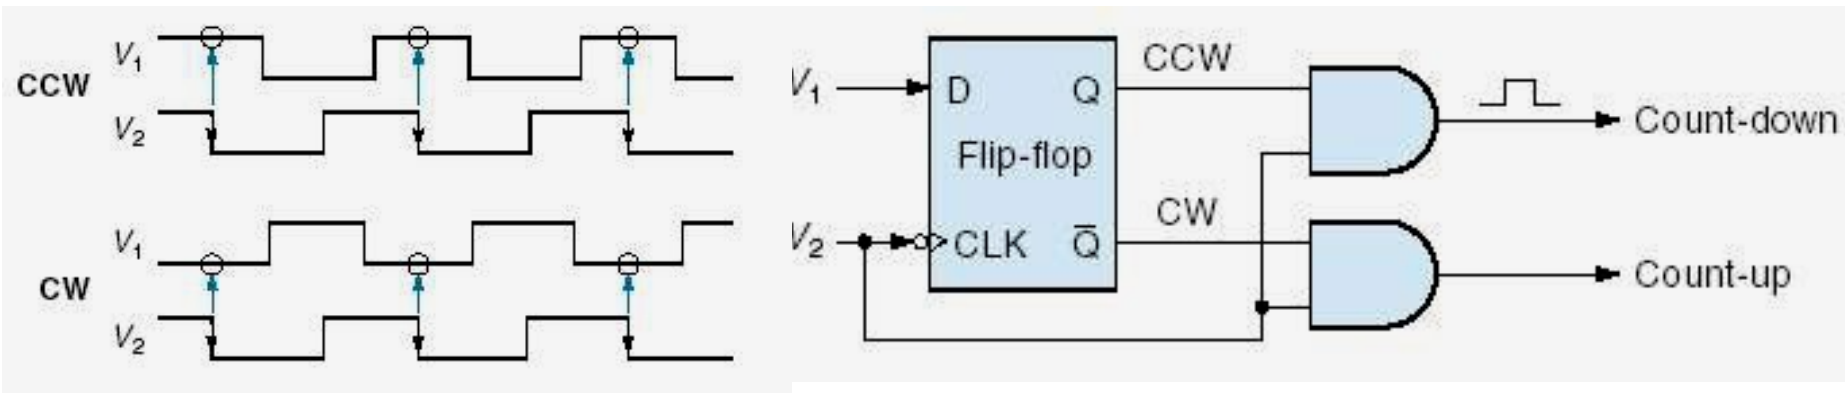 CCW
V1
V2
CW
V1
V2
V1
D
Q
CCW
Flip-flop
V2
CLK
Q̅
CW
Count-down
Count-up